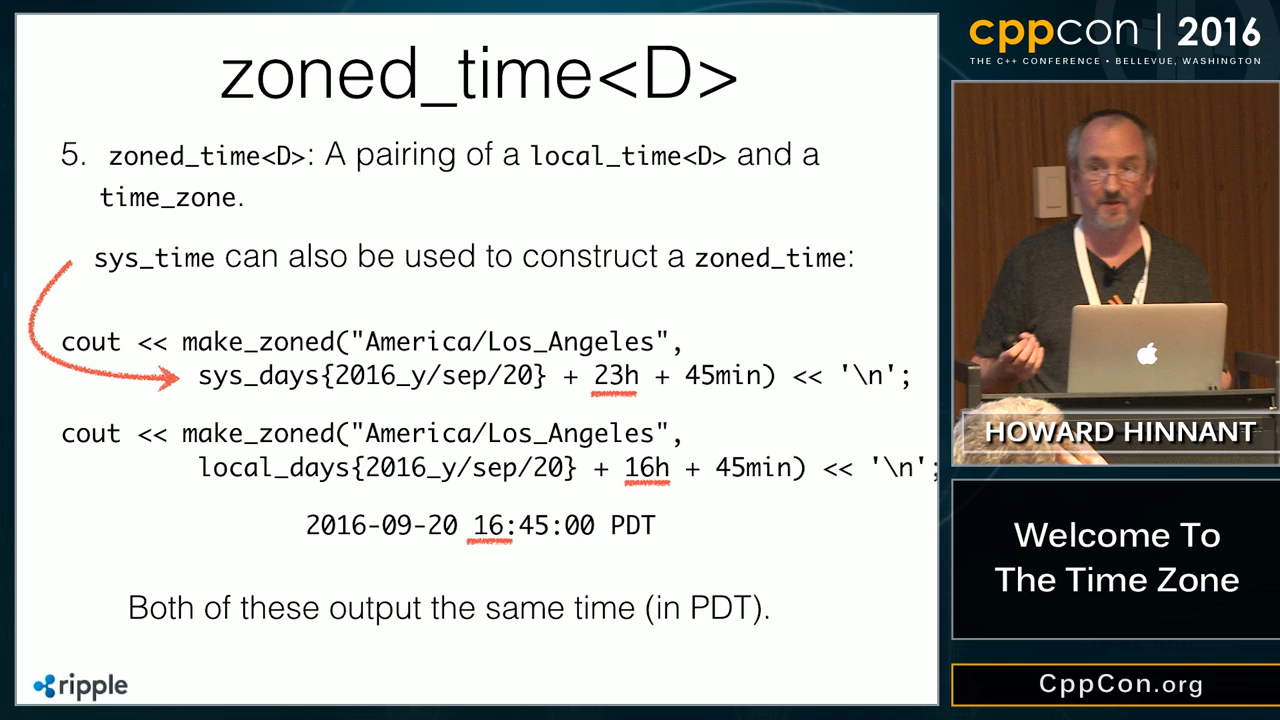 zoned_time<D>
5. zoned_time<D>: A pairing of a local_time<D> and a
time_zone.
sys_time can also be used to construct a zoned_time:
cout << make_zoned("America/Los_Angeles",
sys_days{2016_y/sep/20} + 23h + 45min) << '\n';
cout << make_zoned("America/Los_Angeles",
local_days{2016_y/sep/20} + 16h + 45min) << '\n';
2016-09-20 16:45:00 PDT
Both of these output the same time (in PDT).
ripple
cppcon | 2016
THE C++ CONFERENCE • BELLEVUE, WASHINGTON
HOWARD HINNANT
Welcome To
The Time Zone
CppCon.org